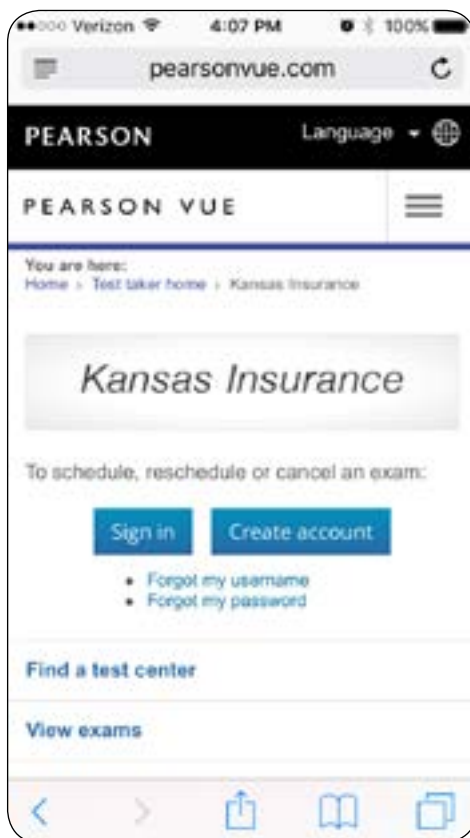 Verizon 4:07 PM 100%
pearsonvue.com
PEARSON Language
PEARSON VUE
You are here:
Home › Test taker home › Kansas Insurance
Kansas Insurance
To schedule, reschedule or cancel an exam:
Sign in Create account
• Forgot my username
• Forgot my password
Find a test center
View exams